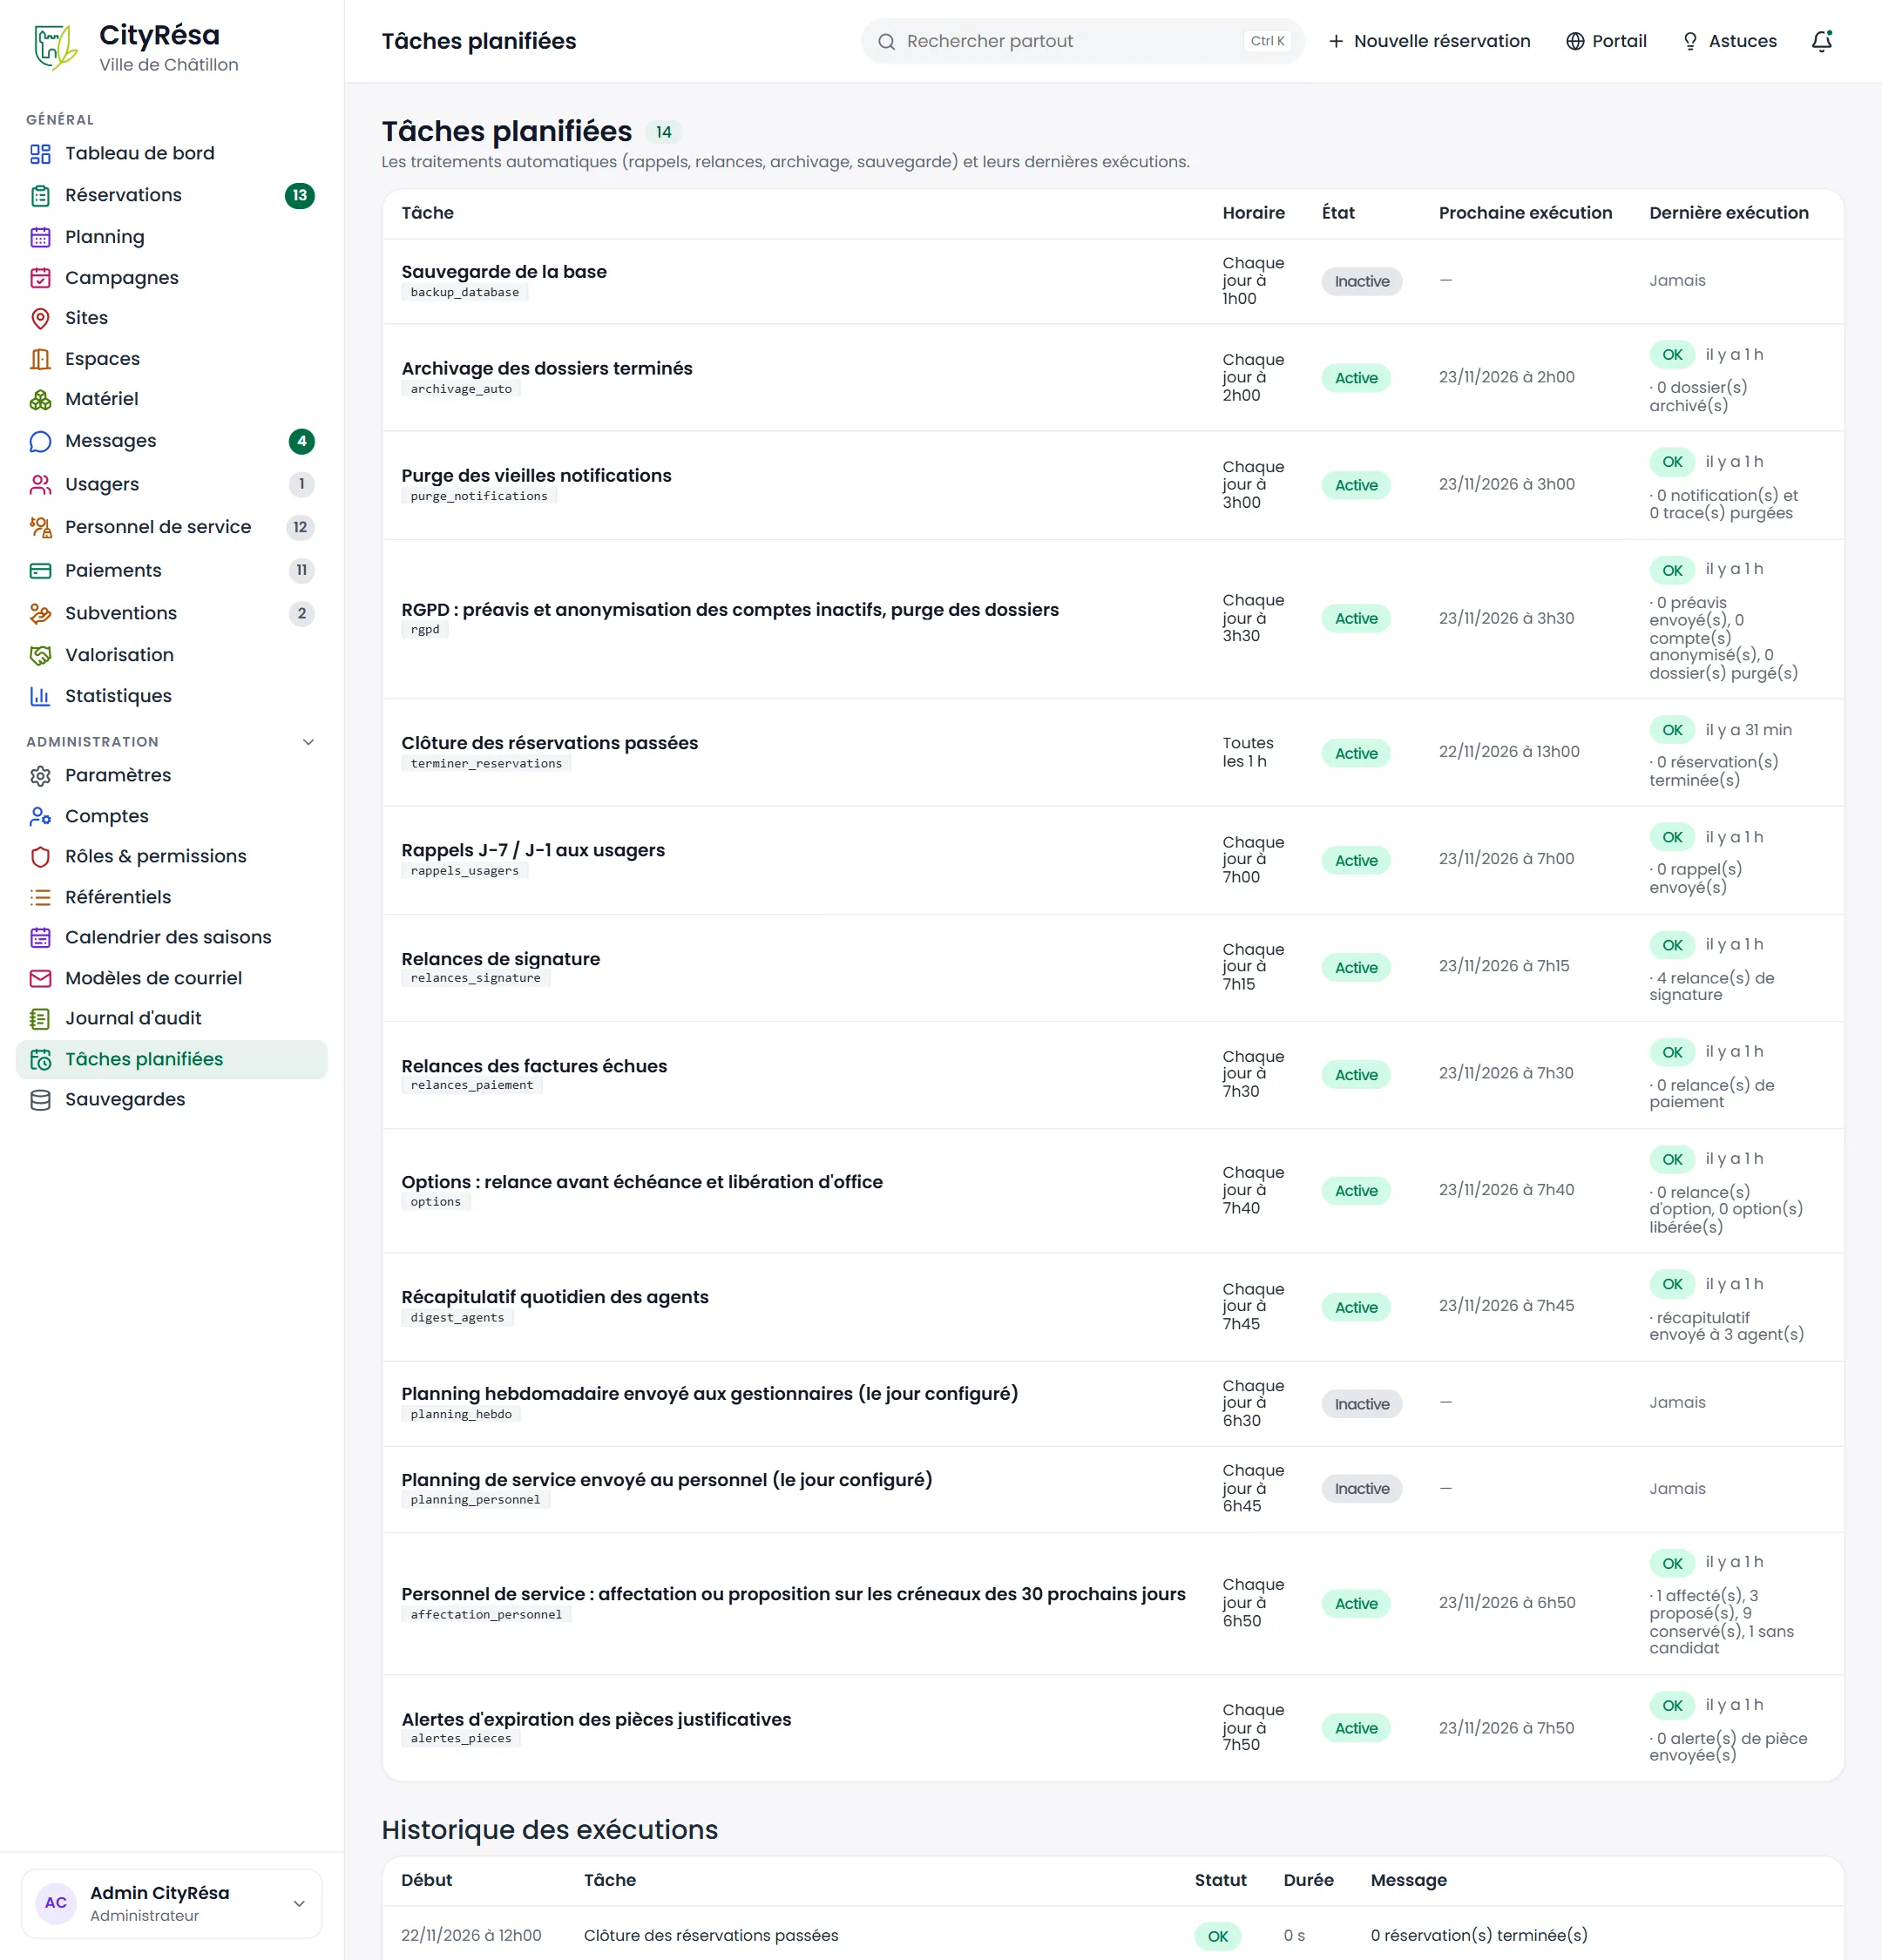 CityRésa
Ville de Châtillon
GÉNÉRAL
Tableau de bord
Réservations 13
Planning
Campagnes
Sites
Espaces
Matériel
Messages 4
Usagers 1
Personnel de service 12
Paiements 11
Subventions 2
Valorisation
Statistiques
ADMINISTRATION
Paramètres
Comptes
Rôles & permissions
Référentiels
Calendrier des saisons
Modèles de courriel
Journal d'audit
Tâches planifiées
Sauvegardes
AC
Admin CityRésa
Administrateur
Tâches planifiées
Rechercher partout Ctrl K
Nouvelle réservation
Portail
Astuces
Tâches planifiées 14
Les traitements automatiques (rappels, relances, archivage, sauvegarde) et leurs dernières exécutions.
Tâche Horaire État Prochaine exécution Dernière exécution
Sauvegarde de la base
backup_database
Chaque
jour à
1h00
Inactive
—
Jamais
Archivage des dossiers terminés
archivage_auto
Chaque
jour à
2h00
Active
23/11/2026 à 2h00
OK il y a 1 h
· 0 dossier(s)
archivé(s)
Purge des vieilles notifications
purge_notifications
Chaque
jour à
3h00
Active
23/11/2026 à 3h00
OK il y a 1 h
· 0 notification(s) et
0 trace(s) purgées
RGPD : préavis et anonymisation des comptes inactifs, purge des dossiers
rgpd
Chaque
jour à
3h30
Active
23/11/2026 à 3h30
OK il y a 1 h
· 0 préavis
envoyé(s), 0
compte(s)
anonymisé(s), 0
dossier(s) purgé(s)
Clôture des réservations passées
terminer_reservations
Toutes
les 1 h
Active
22/11/2026 à 13h00
OK il y a 31 min
· 0 réservation(s)
terminée(s)
Rappels J-7 / J-1 aux usagers
rappels_usagers
Chaque
jour à
7h00
Active
23/11/2026 à 7h00
OK il y a 1 h
· 0 rappel(s)
envoyé(s)
Relances de signature
relances_signature
Chaque
jour à
7h15
Active
23/11/2026 à 7h15
OK il y a 1 h
· 4 relance(s) de
signature
Relances des factures échues
relances_paiement
Chaque
jour à
7h30
Active
23/11/2026 à 7h30
OK il y a 1 h
· 0 relance(s) de
paiement
Options : relance avant échéance et libération d'office
options
Chaque
jour à
7h40
Active
23/11/2026 à 7h40
OK il y a 1 h
· 0 relance(s)
d'option, 0 option(s)
libérée(s)
Récapitulatif quotidien des agents
digest_agents
Chaque
jour à
7h45
Active
23/11/2026 à 7h45
OK il y a 1 h
· récapitulatif
envoyé à 3 agent(s)
Planning hebdomadaire envoyé aux gestionnaires (le jour configuré)
planning_hebdo
Chaque
jour à
6h30
Inactive
—
Jamais
Planning de service envoyé au personnel (le jour configuré)
planning_personnel
Chaque
jour à
6h45
Inactive
—
Jamais
Personnel de service : affectation ou proposition sur les créneaux des 30 prochains jours
affectation_personnel
Chaque
jour à
6h50
Active
23/11/2026 à 6h50
OK il y a 1 h
· 1 affecté(s), 3
proposé(s), 9
conservé(s), 1 sans
candidat
Alertes d'expiration des pièces justificatives
alertes_pieces
Chaque
jour à
7h50
Active
23/11/2026 à 7h50
OK il y a 1 h
· 0 alerte(s) de pièce
envoyée(s)
Historique des exécutions
Début Tâche Statut Durée Message
22/11/2026 à 12h00 Clôture des réservations passées OK 0 s 0 réservation(s) terminée(s)